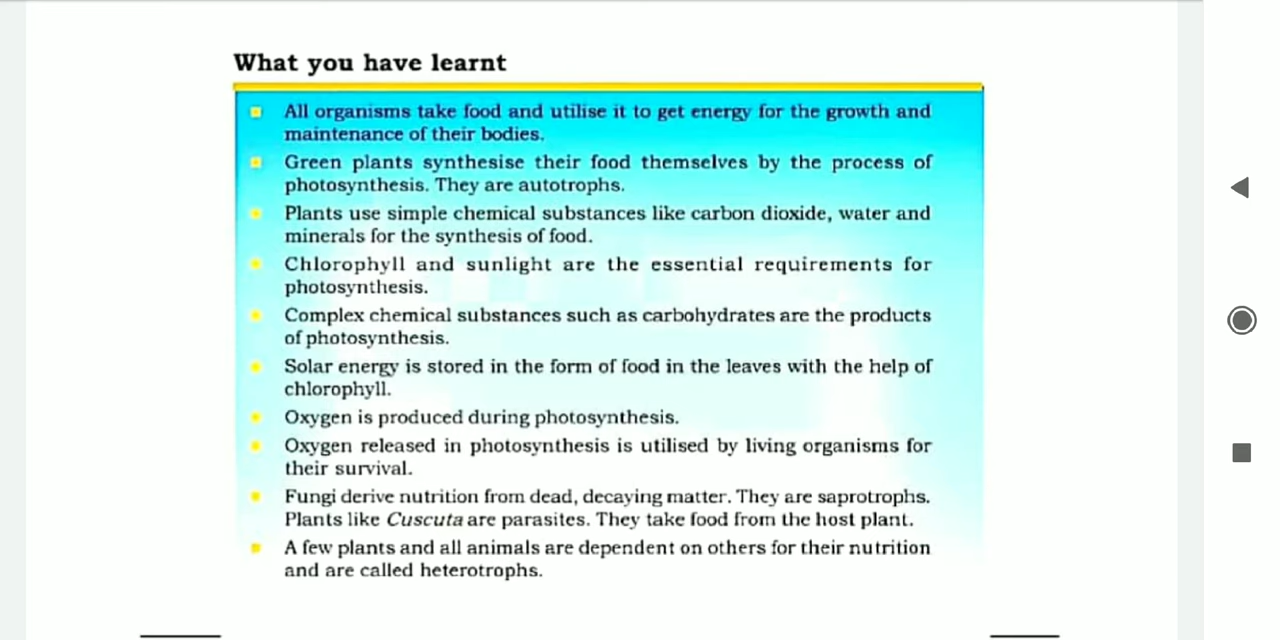 What you have learnt
All organisms take food and utilise it to get energy for the growth and
maintenance of their bodies.
Green plants synthesise their food themselves by the process of
photosynthesis. They are autotrophs.
Plants use simple chemical substances like carbon dioxide, water and
minerals for the synthesis of food.
Chlorophyll and sunlight are the essential requirements for
photosynthesis.
Complex chemical substances such as carbohydrates are the products
of photosynthesis.
Solar energy is stored in the form of food in the leaves with the help of
chlorophyll.
Oxygen is produced during photosynthesis.
Oxygen released in photosynthesis is utilised by living organisms for
their survival.
Fungi derive nutrition from dead, decaying matter. They are saprotrophs.
Plants like Cuscuta are parasites. They take food from the host plant.
A few plants and all animals are dependent on others for their nutrition
and are called heterotrophs.